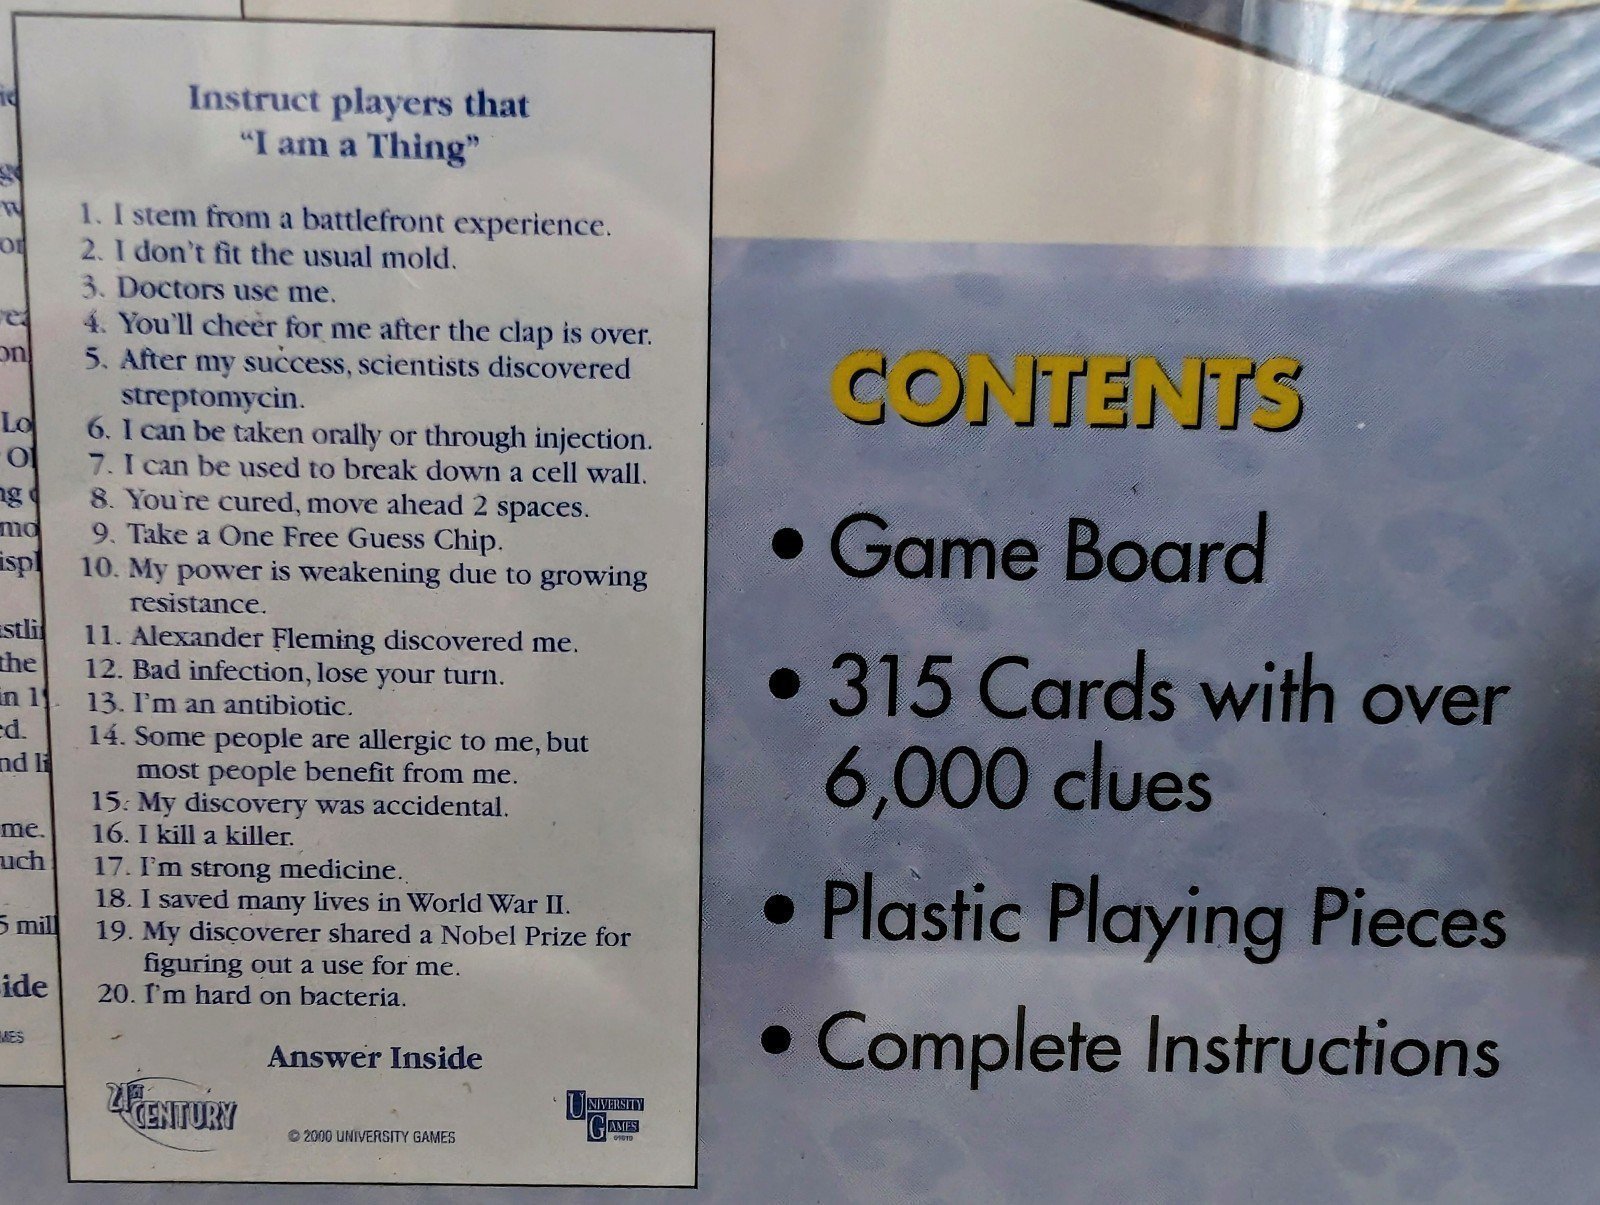 Instruct players that
"I am a Thing"
1. I stem from a battlefront experience.
2. I don't fit the usual mold.
3. Doctors use me.
4. You'll cheer for me after the clap is over.
5. After my success, scientists discovered
streptomycin.
6. I can be taken orally or through injection.
7. I can be used to break down a cell wall.
8. You're cured, move ahead 2 spaces.
9. Take a One Free Guess Chip.
10. My power is weakening due to growing
resistance.
11. Alexander Fleming discovered me.
12. Bad infection, lose your turn.
13. I'm an antibiotic.
14. Some people are allergic to me, but
most people benefit from me.
15. My discovery was accidental.
16. I kill a killer.
17. I'm strong medicine.
18. I saved many lives in World War II.
19. My discoverer shared a Nobel Prize for
figuring out a use for me.
20. I'm hard on bacteria.
Answer Inside
21ST
CENTURY
© 2000 UNIVERSITY GAMES
UNIVERSITY
GAMES
01010
CONTENTS
• Game Board
• 315 Cards with over
6,000 clues
• Plastic Playing Pieces
• Complete Instructions
the
me.